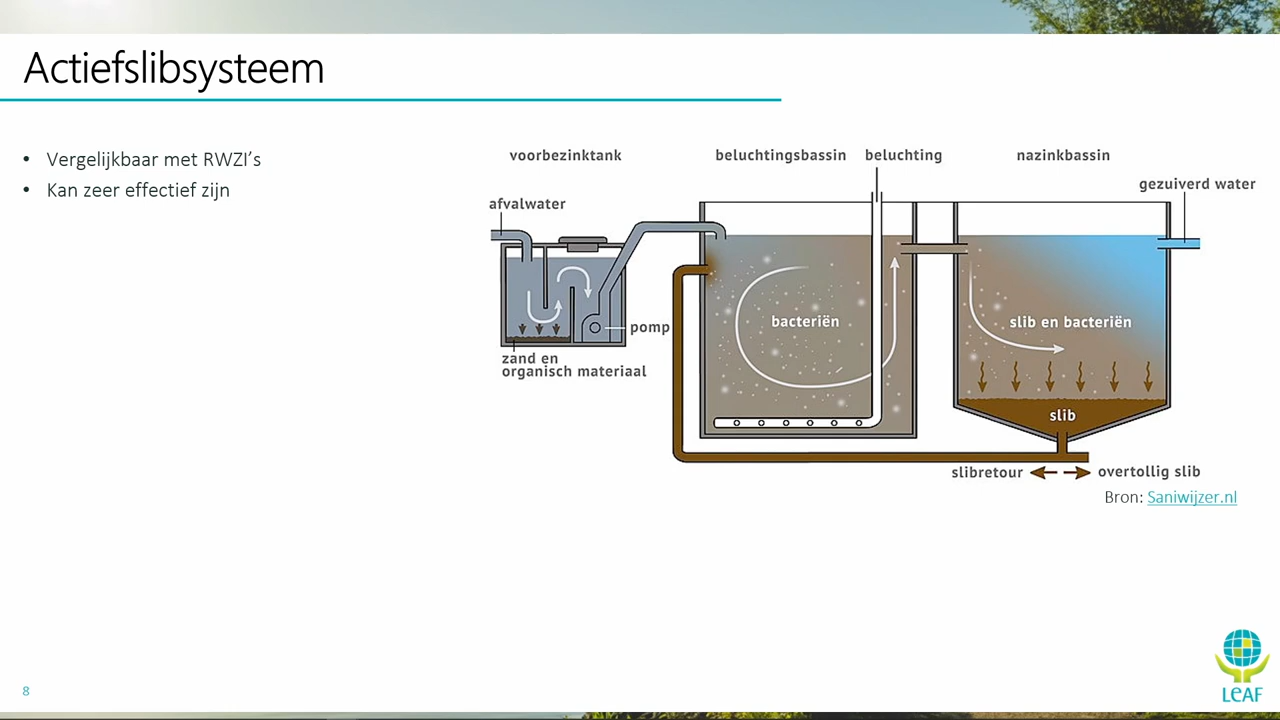 Actiefslibsysteem
• Vergelijkbaar met RWZI's
• Kan zeer effectief zijn
voorbezinktank
beluchtingsbassin
beluchting
nazinkbassin
gezuiverd water
afvalwater
bacteriën
slib en bacteriën
pomp
zand en
organisch materiaal
slib
slibretour
overtollig slib
Bron: Saniwijzer.nl
8
LeAF